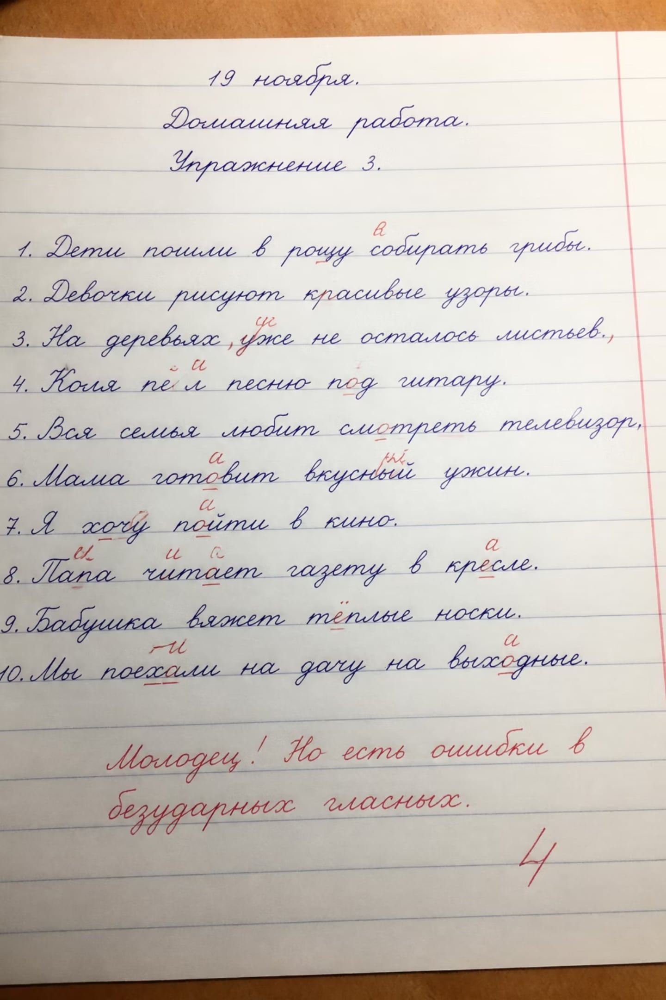 19 ноября.
Домашняя работа.
Упражнение 3.
в
1. Дети пошли в рощу собирать грибы.
2. Девочки рисуют красивые узоры.
3. На деревьях, уже не осталось листьев.,
а
4. Коля пе л песню под гитару.
5. Вся семья любит смотреть телевизор,
а
6. Мама готовит вкусный ужин.
а
7. Я хочу пойти в кино.
и а а
8. Папа читает газету в кресле.
9. Бабушка вяжет тёплые носки.
и а
10. Мы поехали на дачу на выходные.
Молодец! Но есть ошибки в
безударных гласных.
4